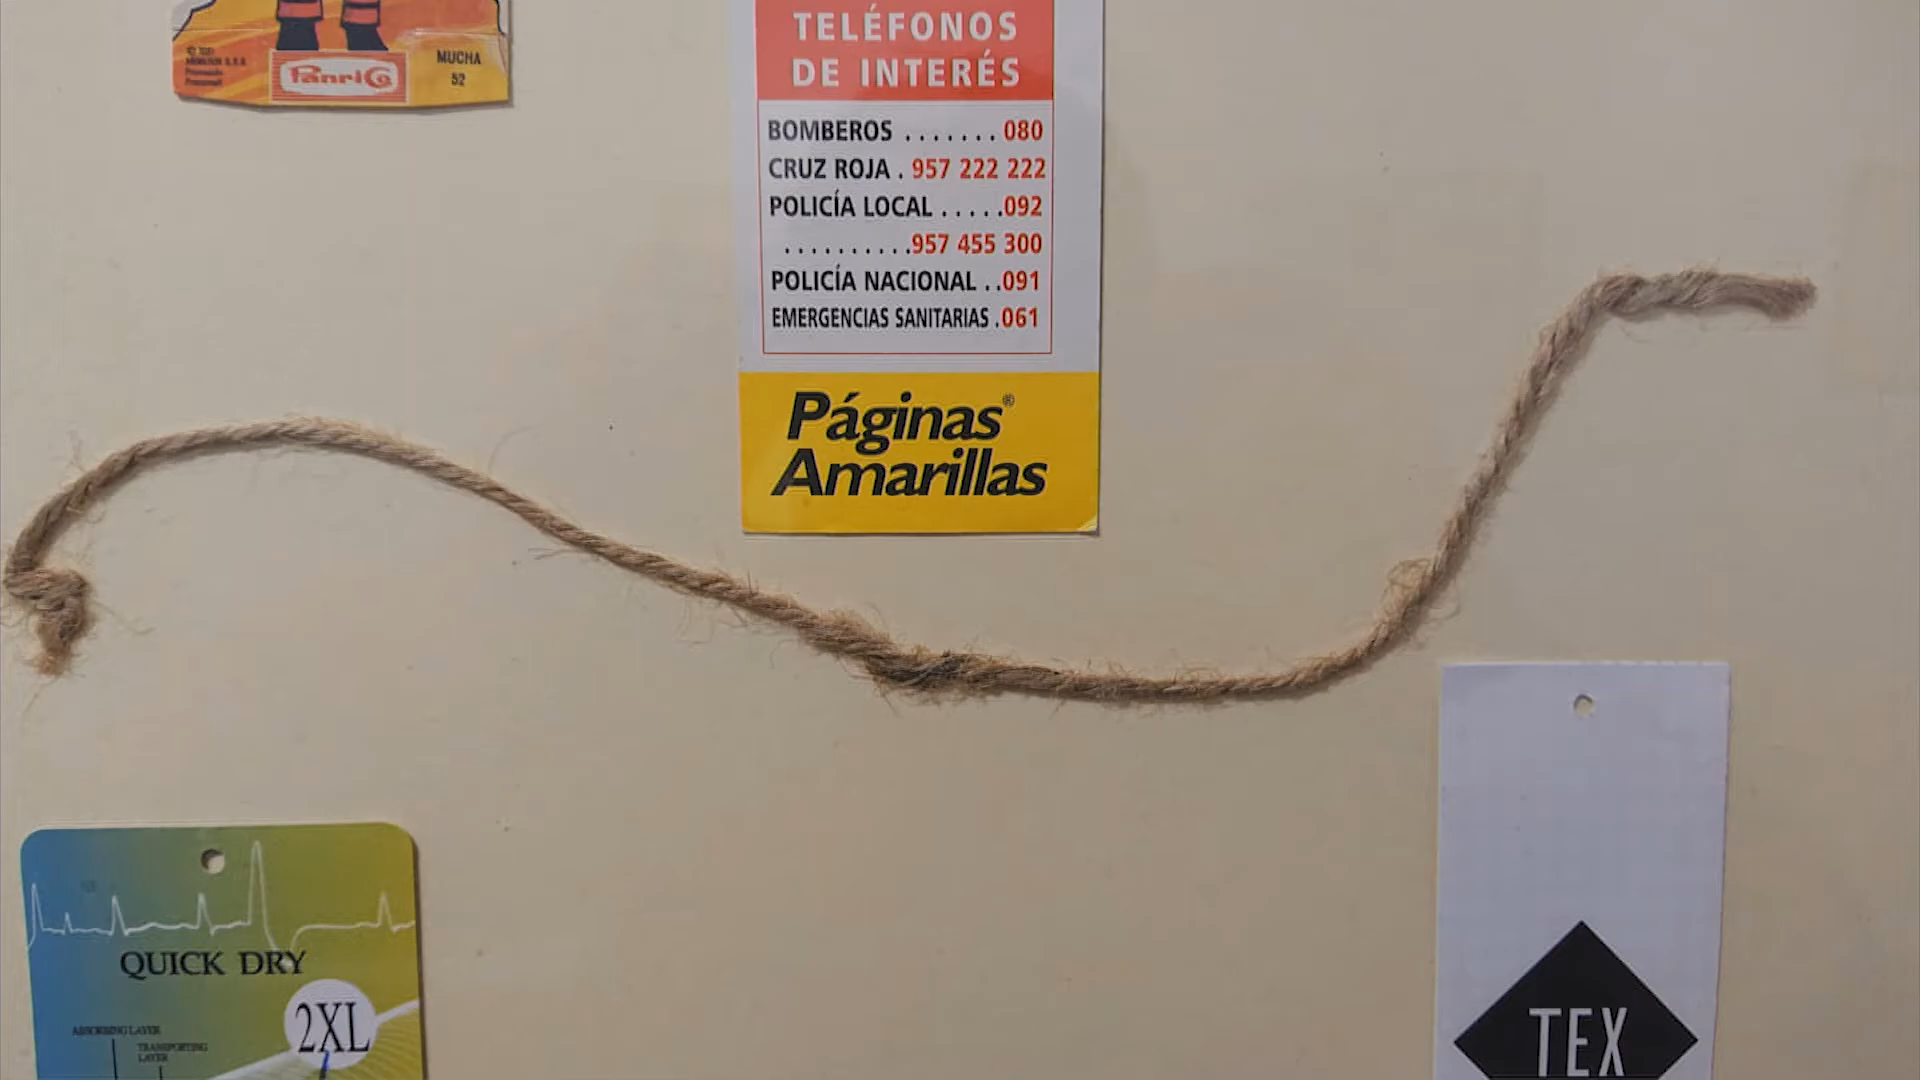 MUCHA
52
PanriCo
TELÉFONOS
DE INTERÉS
BOMBEROS . . . . . . . 080
CRUZ ROJA . 957 222 222
POLICÍA LOCAL . . . . .092
. . . . . . . . . .957 455 300
POLICÍA NACIONAL . .091
EMERGENCIAS SANITARIAS .061
Páginas®
Amarillas
QUICK DRY
2XL
ABSORBING LAYER
TRANSPORTING
LAYER
TEX